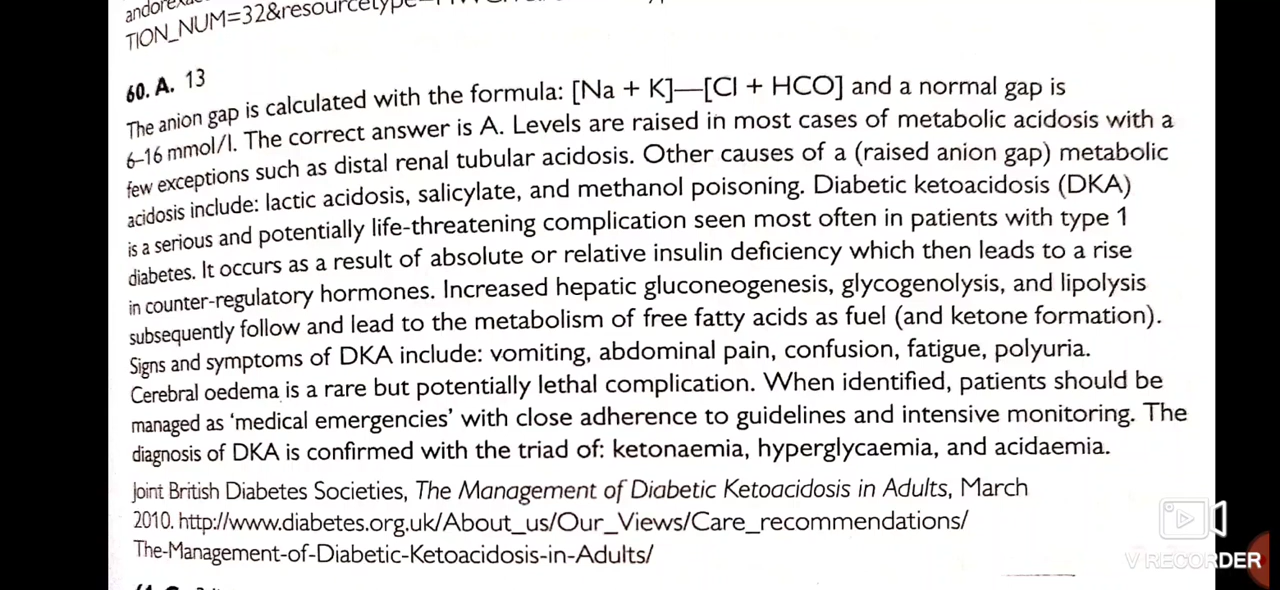 TION_NUM=32&resourcetype=
60. A. 13
The anion gap is calculated with the formula: [Na + K]—[Cl + HCO] and a normal gap is
6–16 mmol/l. The correct answer is A. Levels are raised in most cases of metabolic acidosis with a
few exceptions such as distal renal tubular acidosis. Other causes of a (raised anion gap) metabolic
acidosis include: lactic acidosis, salicylate, and methanol poisoning. Diabetic ketoacidosis (DKA)
is a serious and potentially life-threatening complication seen most often in patients with type 1
diabetes. It occurs as a result of absolute or relative insulin deficiency which then leads to a rise
in counter-regulatory hormones. Increased hepatic gluconeogenesis, glycogenolysis, and lipolysis
subsequently follow and lead to the metabolism of free fatty acids as fuel (and ketone formation).
Signs and symptoms of DKA include: vomiting, abdominal pain, confusion, fatigue, polyuria.
Cerebral oedema is a rare but potentially lethal complication. When identified, patients should be
managed as ‘medical emergencies’ with close adherence to guidelines and intensive monitoring. The
diagnosis of DKA is confirmed with the triad of: ketonaemia, hyperglycaemia, and acidaemia.
Joint British Diabetes Societies, The Management of Diabetic Ketoacidosis in Adults, March
2010. http://www.diabetes.org.uk/About_us/Our_Views/Care_recommendations/
The-Management-of-Diabetic-Ketoacidosis-in-Adults/
V RECORDER